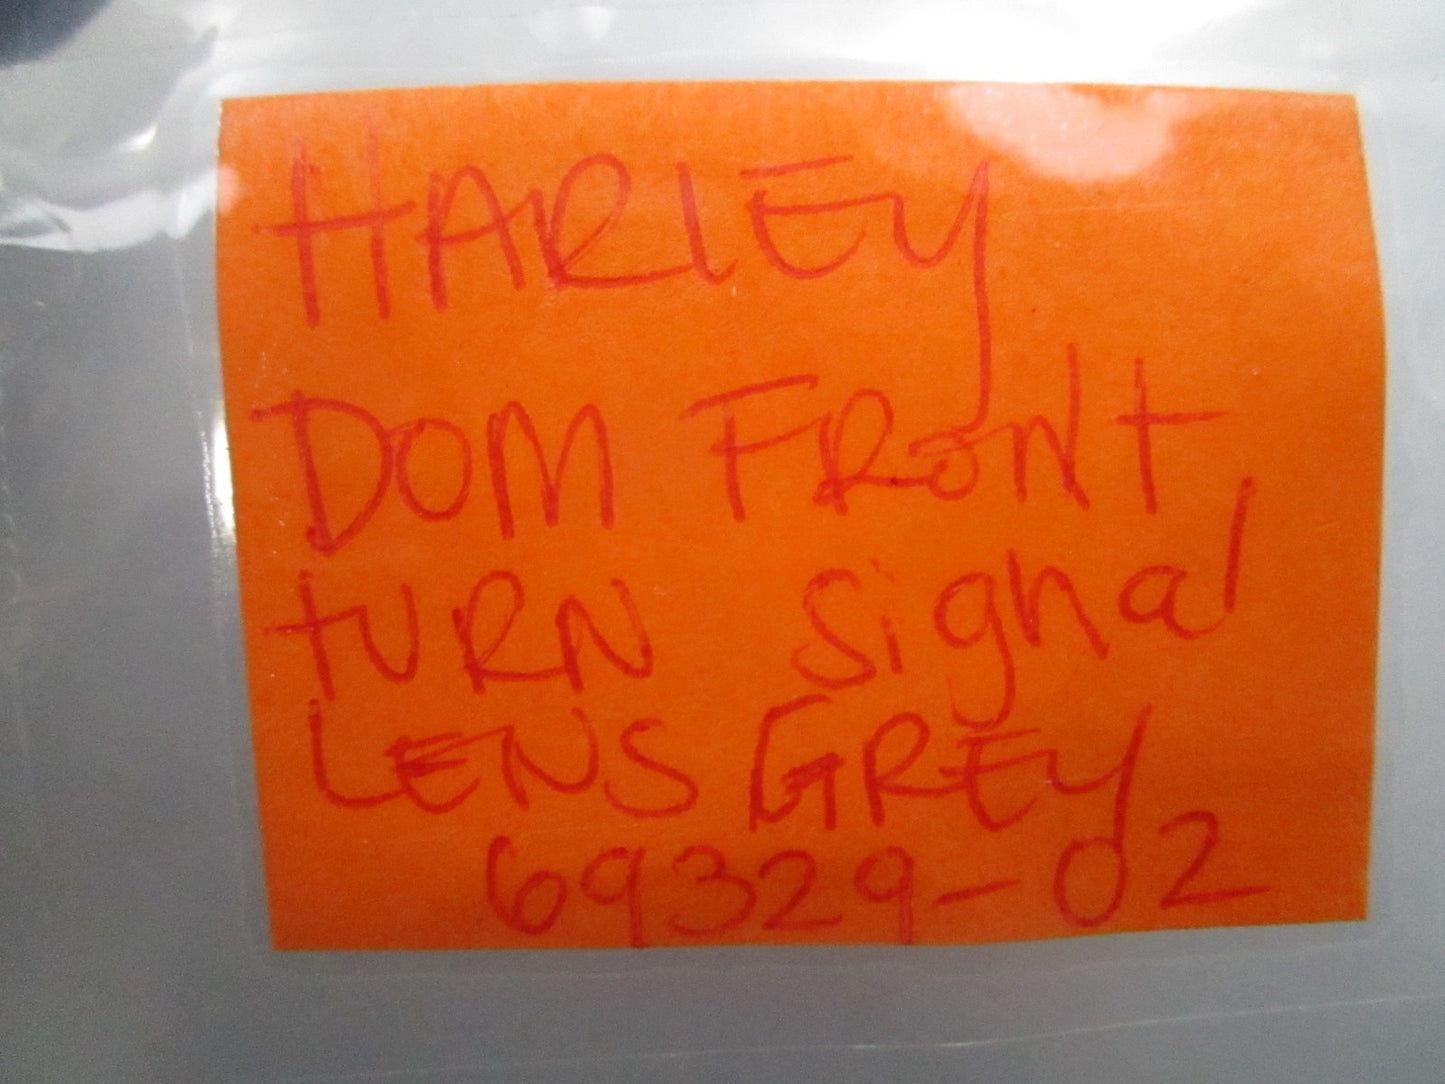 HARLEY
DOM FRONT
tURN signal
LENS GREY
69329-02